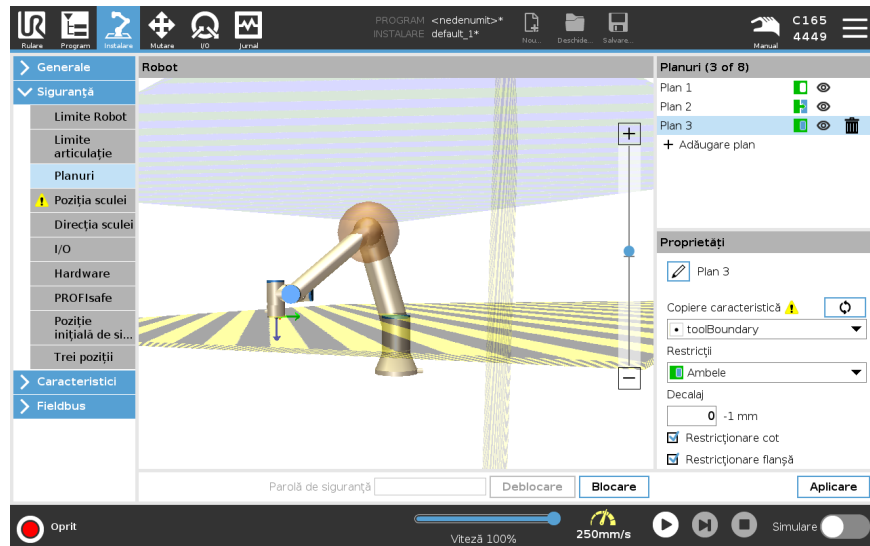 UR
PROGRAM <nedenumit>*
INSTALARE default_1*
Rulare
Program
Instalare
Mutare
I/O
Jurnal
Nou...
Deschide...
Salvare...
Manual
C165
4449
Generale
Siguranță
Limite Robot
Limite
articulație
Planuri
Poziția sculei
Direcția sculei
I/O
Hardware
PROFIsafe
Poziție
inițială de si...
Trei poziții
Caracteristici
Fieldbus
Robot
+
−
Planuri (3 of 8)
Plan 1
Plan 2
Plan 3
+ Adăugare plan
Proprietăți
Plan 3
Copiere caracteristică
toolBoundary
Restricții
Ambele
Decalaj
0 -1 mm
Restricționare cot
Restricționare flanșă
Parolă de siguranță
Deblocare
Blocare
Aplicare
Oprit
Viteză 100%
250mm/s
Simulare